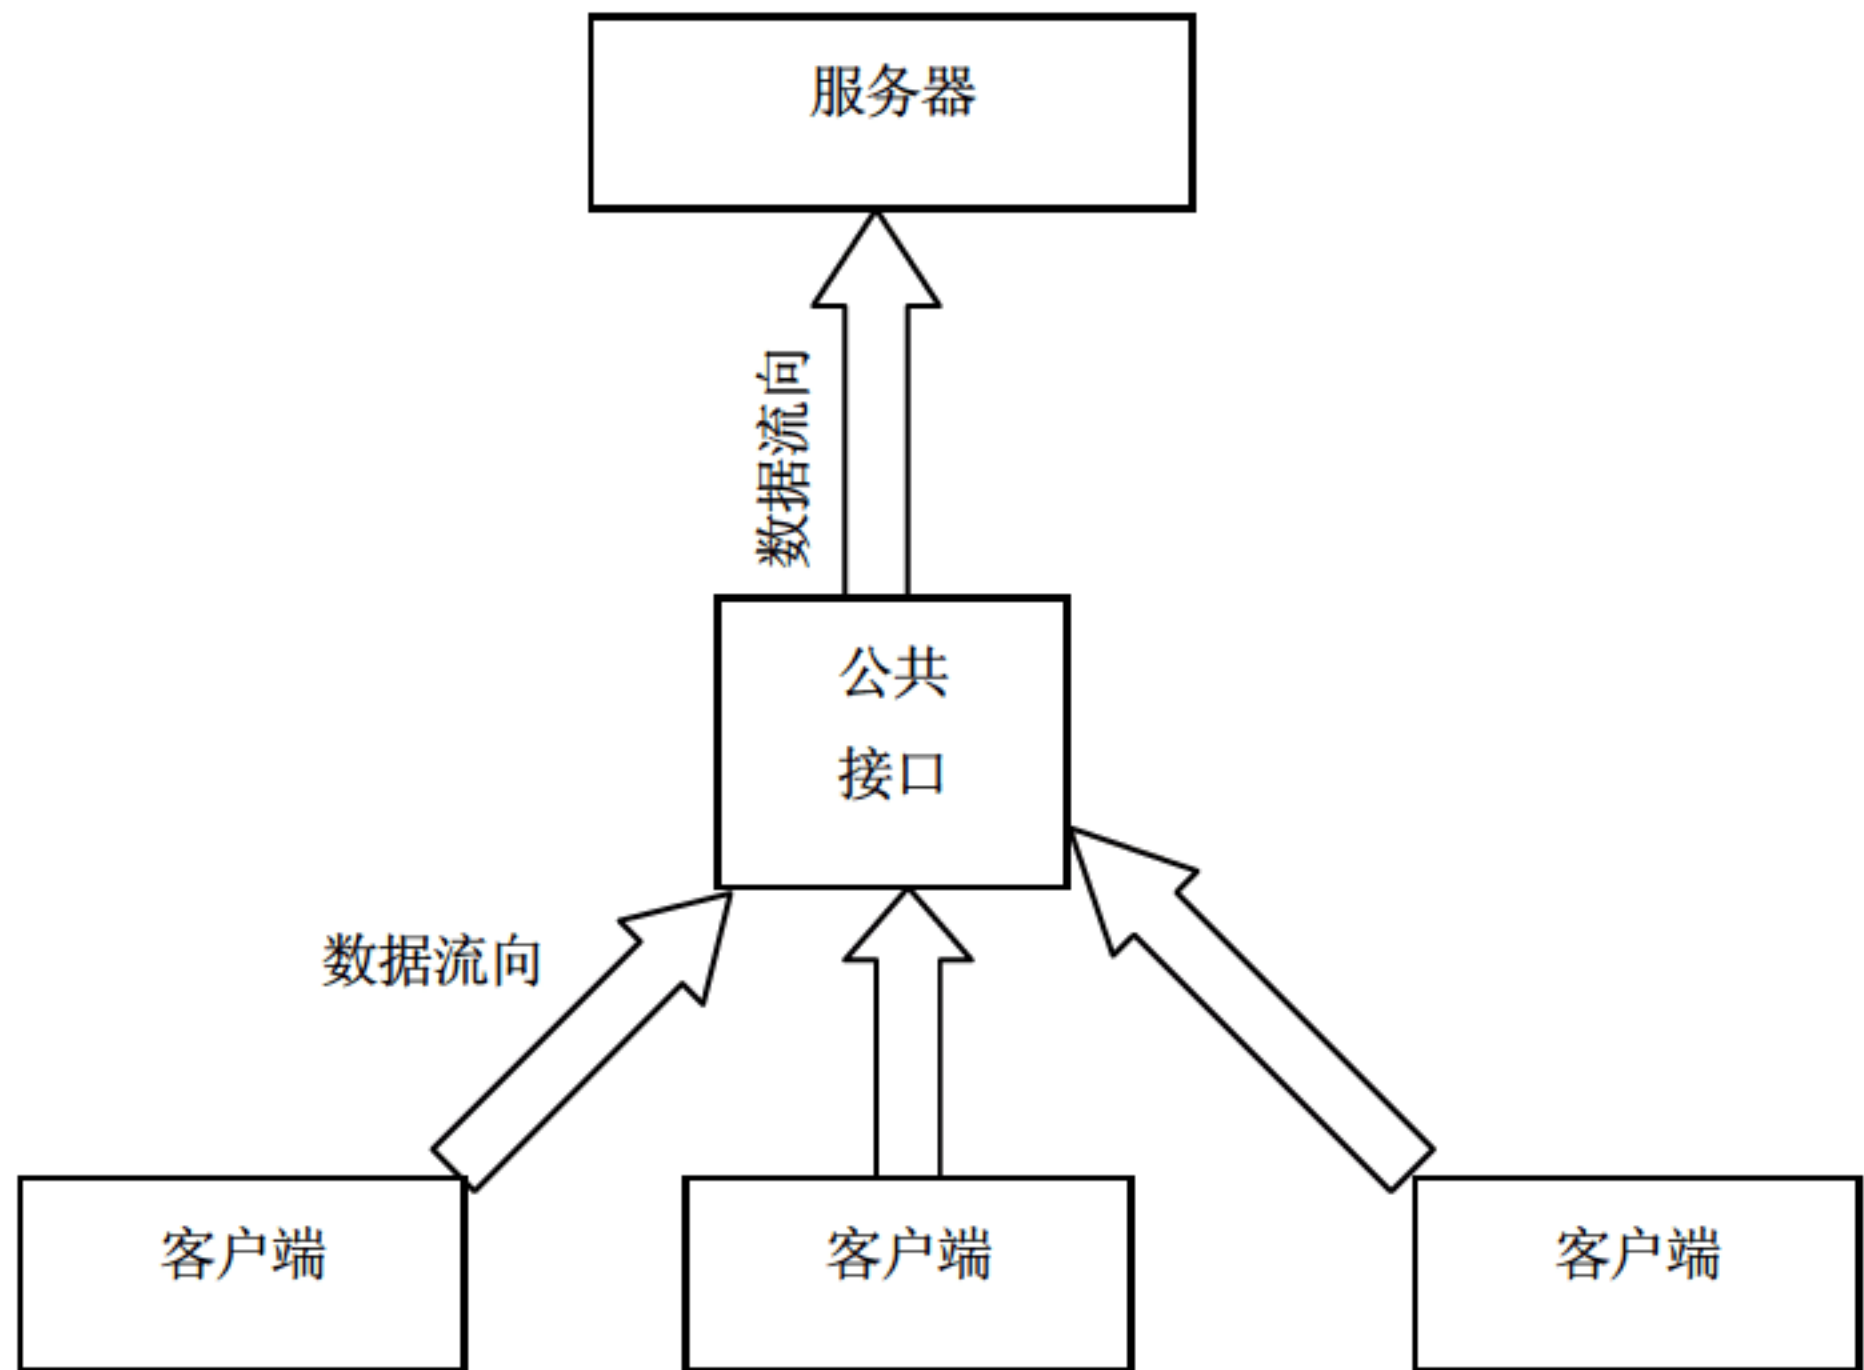 服务器
数据流向
公共
接口
数据流向
客户端
客户端
客户端